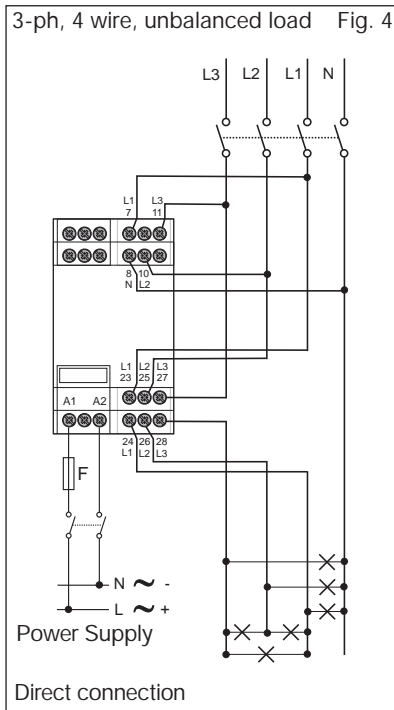 3-ph, 4 wire, unbalanced load Fig. 4
L3 L2 L1 N
L1 L3
7 11
8 10
N L2
L1 L2 L3
23 25 27
A1 A2
24 26 28
L1 L2 L3
F
N ~ -
L ~ +
Power Supply
Direct connection